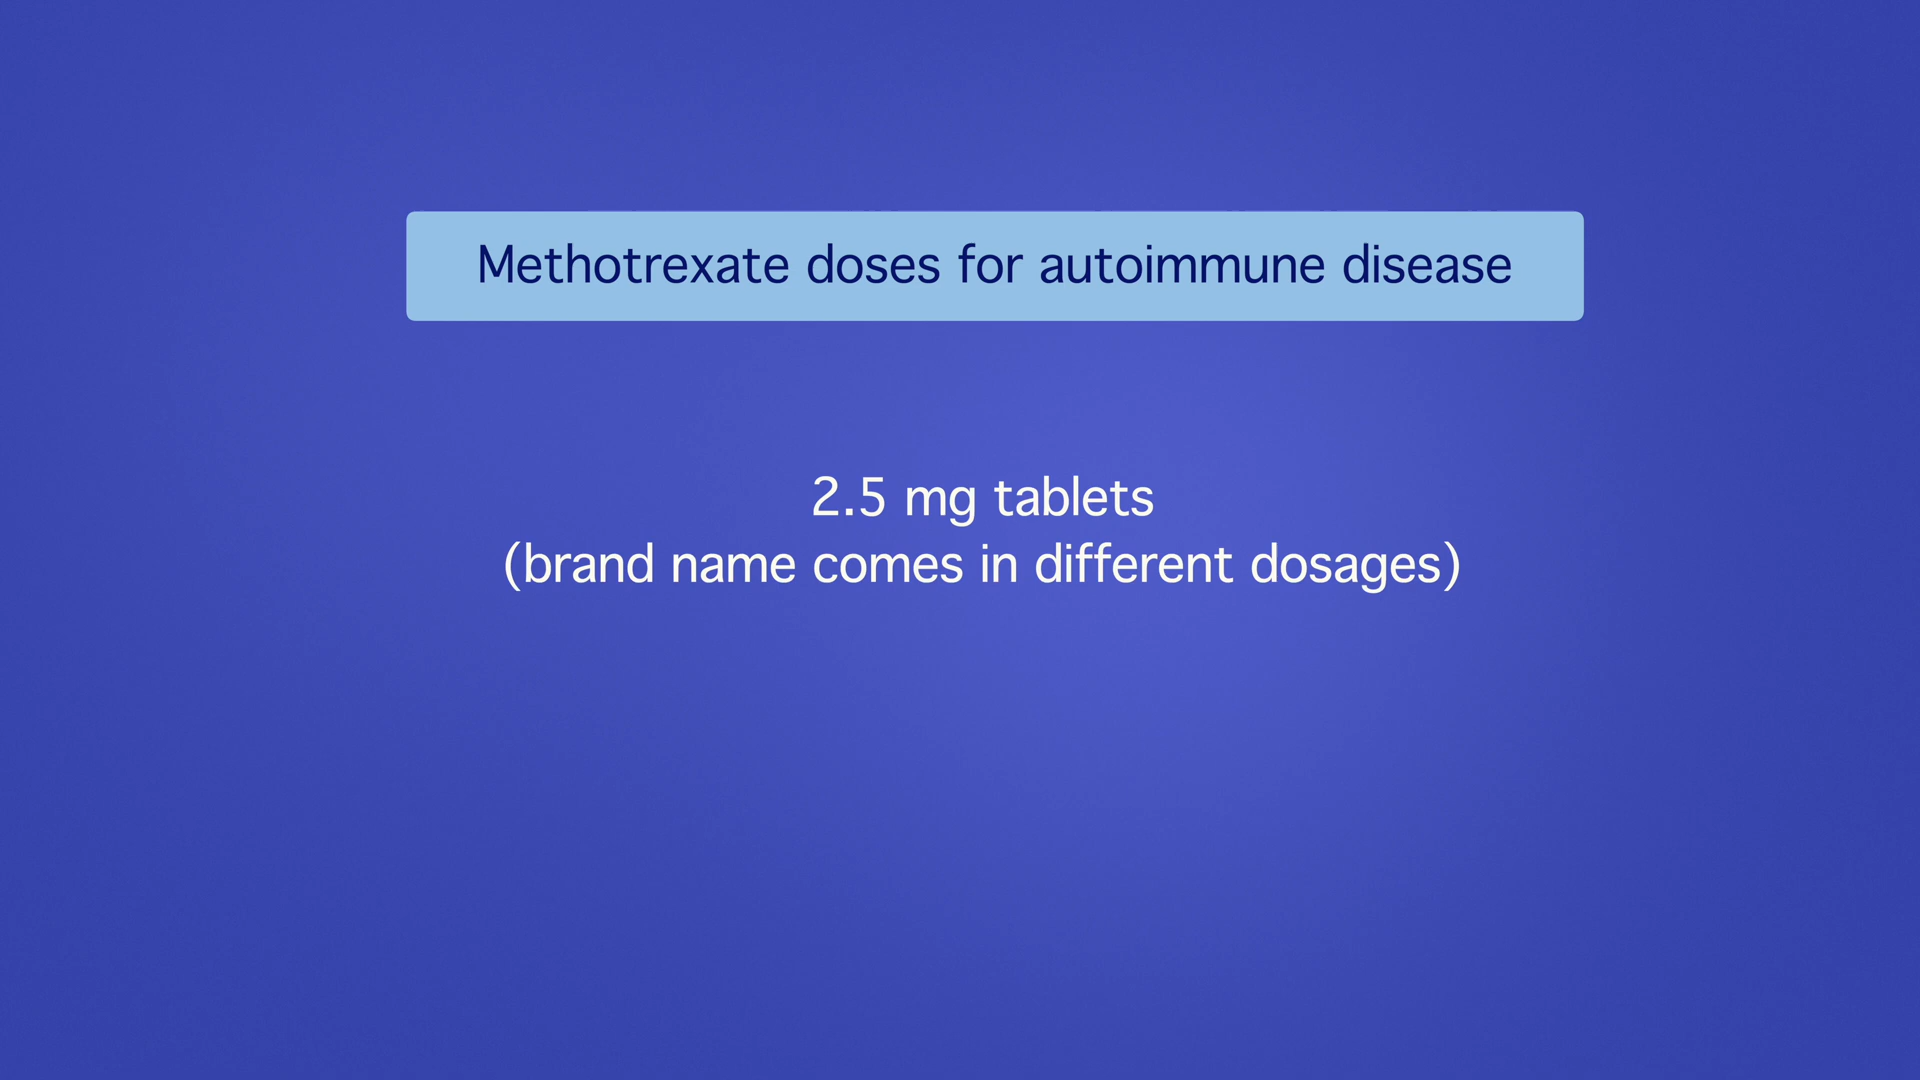 Methotrexate doses for autoimmune disease
2.5 mg tablets
(brand name comes in different dosages)